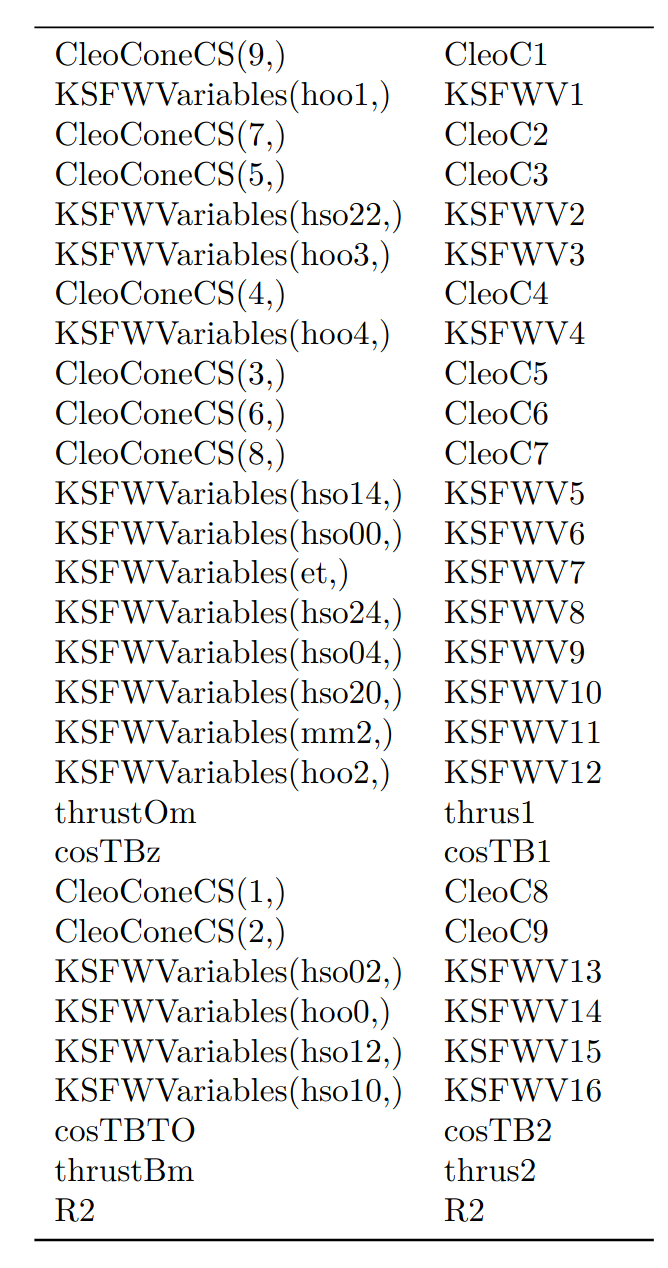 CleoConeCS(9,) CleoC1
KSFWVariables(hoo1,) KSFWV1
CleoConeCS(7,) CleoC2
CleoConeCS(5,) CleoC3
KSFWVariables(hso22,) KSFWV2
KSFWVariables(hoo3,) KSFWV3
CleoConeCS(4,) CleoC4
KSFWVariables(hoo4,) KSFWV4
CleoConeCS(3,) CleoC5
CleoConeCS(6,) CleoC6
CleoConeCS(8,) CleoC7
KSFWVariables(hso14,) KSFWV5
KSFWVariables(hso00,) KSFWV6
KSFWVariables(et,) KSFWV7
KSFWVariables(hso24,) KSFWV8
KSFWVariables(hso04,) KSFWV9
KSFWVariables(hso20,) KSFWV10
KSFWVariables(mm2,) KSFWV11
KSFWVariables(hoo2,) KSFWV12
thrustOm thrus1
cosTBz cosTB1
CleoConeCS(1,) CleoC8
CleoConeCS(2,) CleoC9
KSFWVariables(hso02,) KSFWV13
KSFWVariables(hoo0,) KSFWV14
KSFWVariables(hso12,) KSFWV15
KSFWVariables(hso10,) KSFWV16
cosTBTO cosTB2
thrustBm thrus2
R2 R2